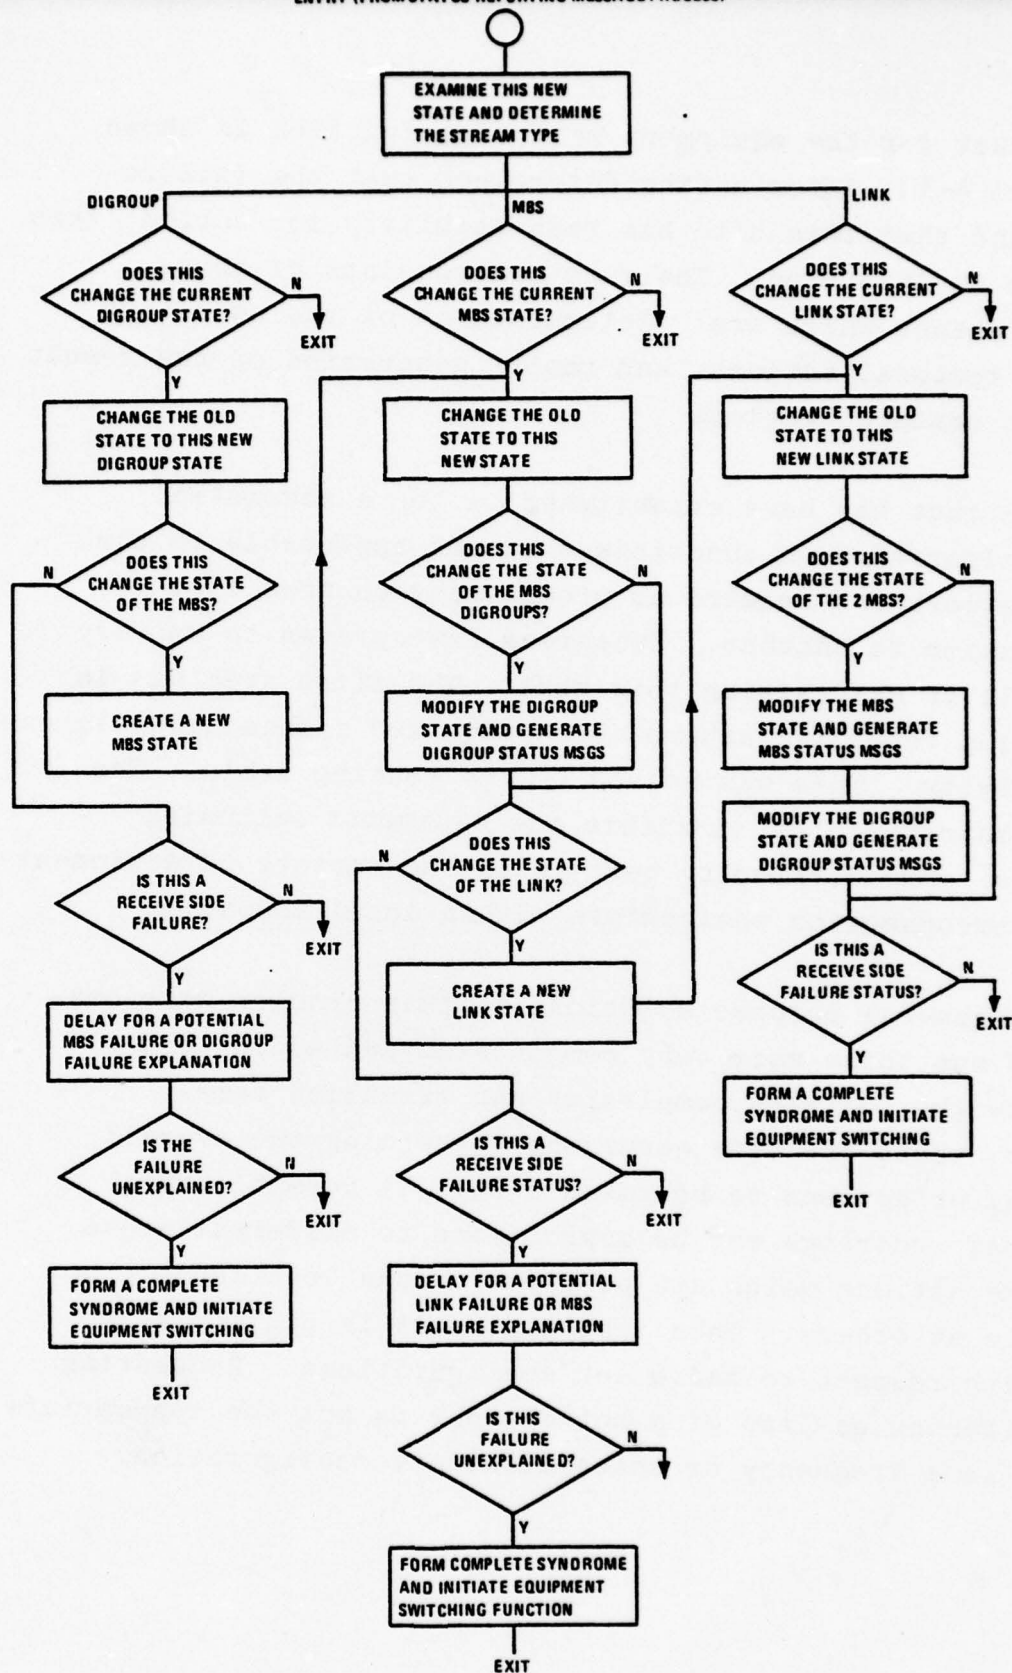 EXAMINE THIS NEW
STATE AND DETERMINE
THE STREAM TYPE
DIGROUP
MBS
LINK
DOES THIS
CHANGE THE CURRENT
DIGROUP STATE?
N
EXIT
Y
CHANGE THE OLD
STATE TO THIS NEW
DIGROUP STATE
DOES THIS
CHANGE THE STATE
OF THE MBS?
N
Y
CREATE A NEW
MBS STATE
IS THIS A
RECEIVE SIDE
FAILURE?
N
EXIT
Y
DELAY FOR A POTENTIAL
MBS FAILURE OR DIGROUP
FAILURE EXPLANATION
IS THE
FAILURE
UNEXPLAINED?
N
EXIT
Y
FORM A COMPLETE
SYNDROME AND INITIATE
EQUIPMENT SWITCHING
EXIT
DOES THIS
CHANGE THE CURRENT
MBS STATE?
N
EXIT
Y
CHANGE THE OLD
STATE TO THIS
NEW STATE
DOES THIS
CHANGE THE STATE
OF THE MBS
DIGROUPS?
N
Y
MODIFY THE DIGROUP
STATE AND GENERATE
DIGROUP STATUS MSGS
DOES THIS
CHANGE THE STATE
OF THE LINK?
N
Y
CREATE A NEW
LINK STATE
IS THIS A
RECEIVE SIDE
FAILURE STATUS?
N
EXIT
Y
DELAY FOR A POTENTIAL
LINK FAILURE OR MBS
FAILURE EXPLANATION
IS THIS
FAILURE
UNEXPLAINED?
N
Y
FORM COMPLETE SYNDROME
AND INITIATE EQUIPMENT
SWITCHING FUNCTION
EXIT
DOES THIS
CHANGE THE CURRENT
LINK STATE?
N
EXIT
Y
CHANGE THE OLD
STATE TO THIS
NEW LINK STATE
DOES THIS
CHANGE THE STATE
OF THE 2 MBS?
N
Y
MODIFY THE MBS
STATE AND GENERATE
MBS STATUS MSGS
MODIFY THE DIGROUP
STATE AND GENERATE
DIGROUP STATUS MSGS
IS THIS A
RECEIVE SIDE
FAILURE STATUS?
N
EXIT
Y
FORM A COMPLETE
SYNDROME AND INITIATE
EQUIPMENT SWITCHING
EXIT